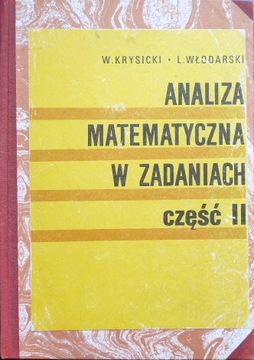 W. KRYSICKI • L. WŁODARSKI
ANALIZA
MATEMATYCZNA
W ZADANIACH
część II